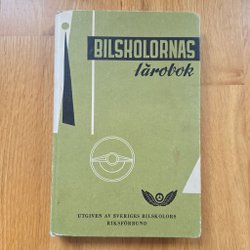 BILSKOLORNAS
lärobok
UTGIVEN AV SVERIGES BILSKOLORS
RIKSFÖRBUND